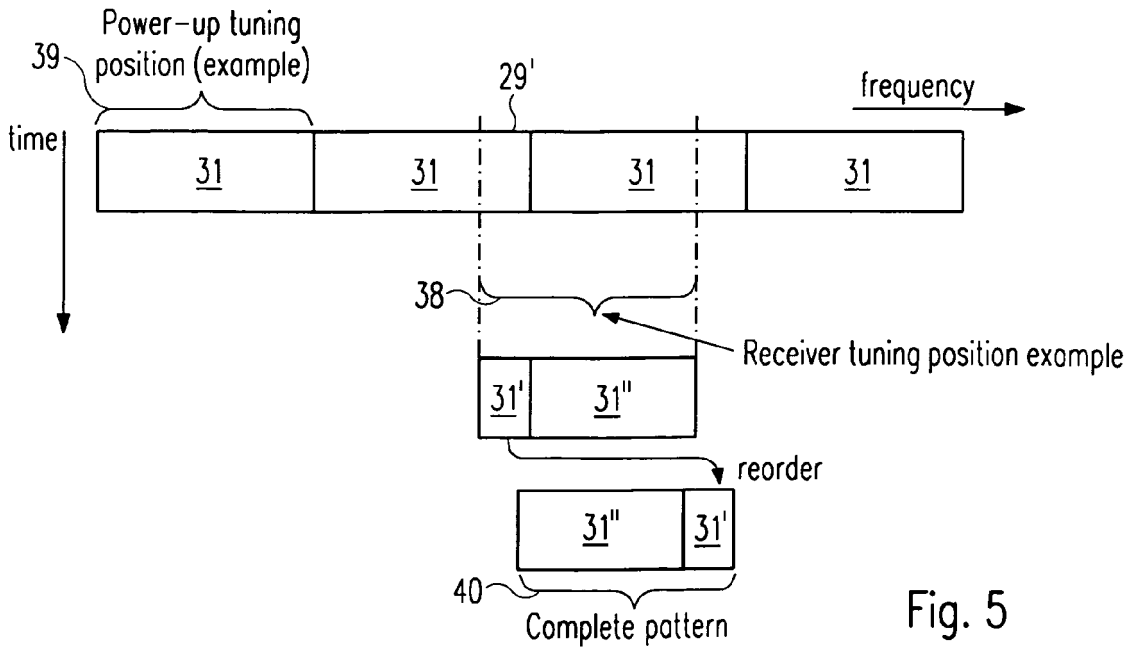 Power-up tuning
position (example)
39
29'
frequency
time
31 31 31 31
38
Receiver tuning position example
31' 31"
reorder
31" 31'
40
Complete pattern
Fig. 5